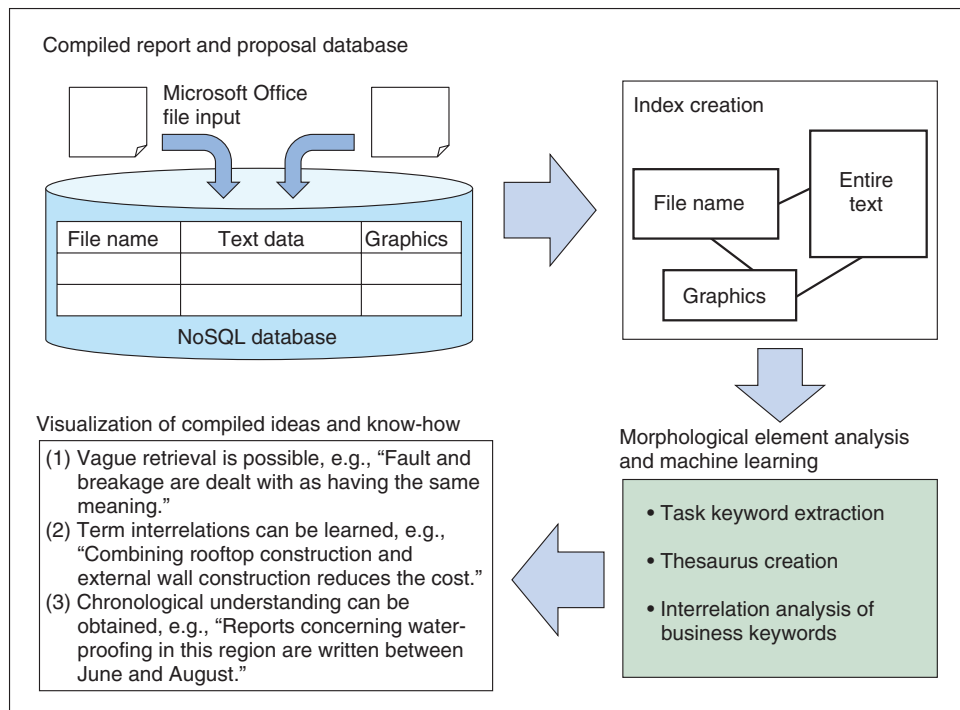 Compiled report and proposal database
Microsoft Office
file input
File name
Text data
Graphics
NoSQL database
Index creation
File name
Entire
text
Graphics
Morphological element analysis
and machine learning
• Task keyword extraction
• Thesaurus creation
• Interrelation analysis of
business keywords
Visualization of compiled ideas and know-how
(1) Vague retrieval is possible, e.g., “Fault and
breakage are dealt with as having the same
meaning.”
(2) Term interrelations can be learned, e.g.,
“Combining rooftop construction and
external wall construction reduces the cost.”
(3) Chronological understanding can be
obtained, e.g., “Reports concerning water-
proofing in this region are written between
June and August.”